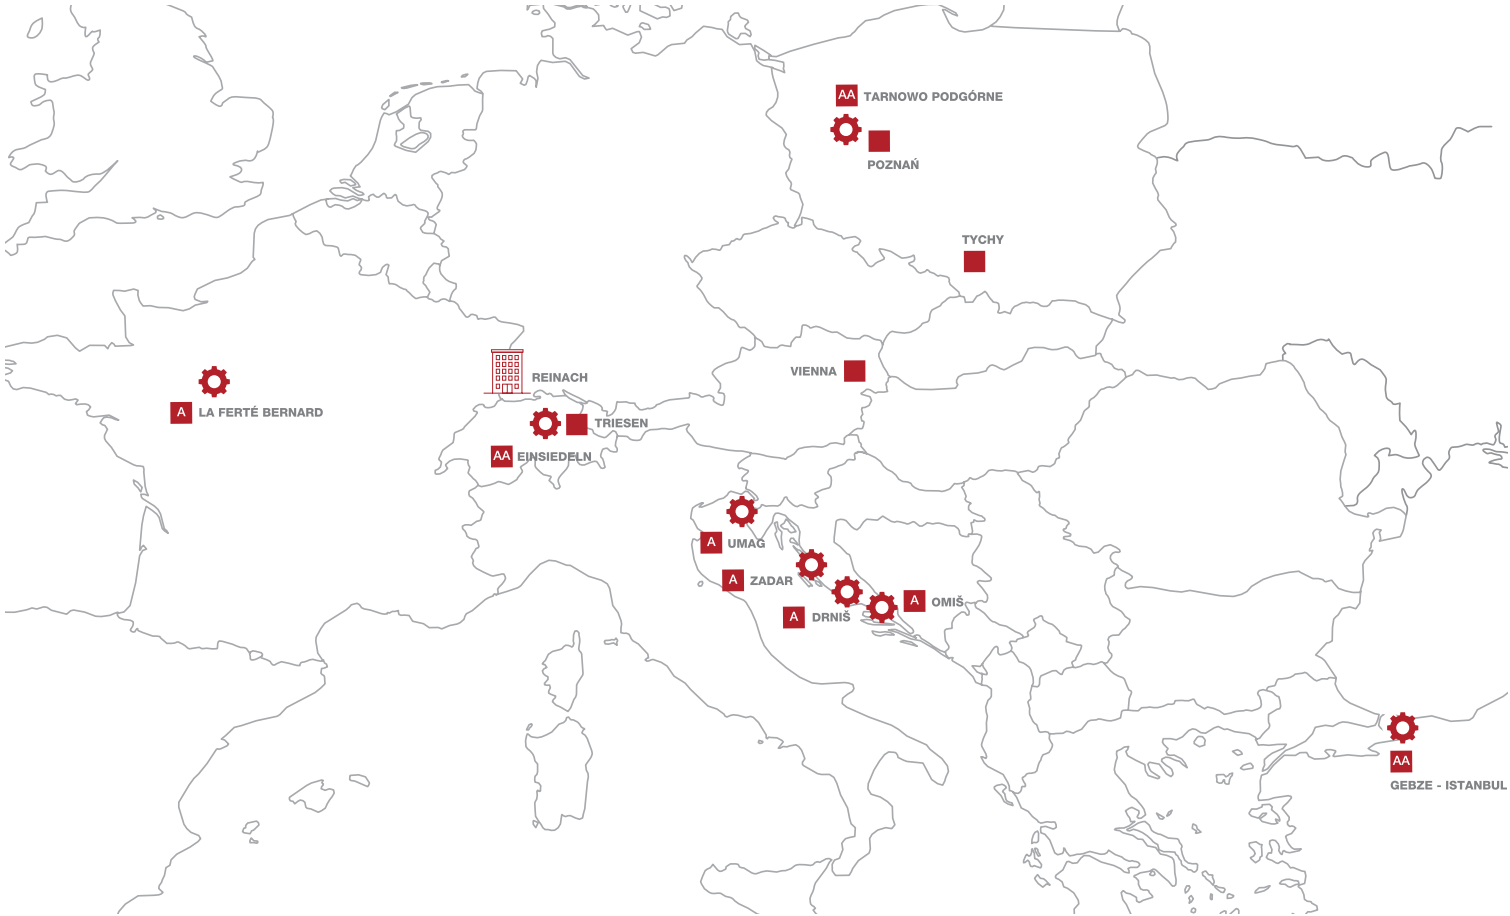 AA TARNOWO PODGÓRNE
POZNAŃ
TYCHY
VIENNA
REINACH
A LA FERTÉ BERNARD
TRIESEN
AA EINSIEDELN
A UMAG
A ZADAR
A OMIŠ
A DRNIŠ
AA
GEBZE - ISTANBUL